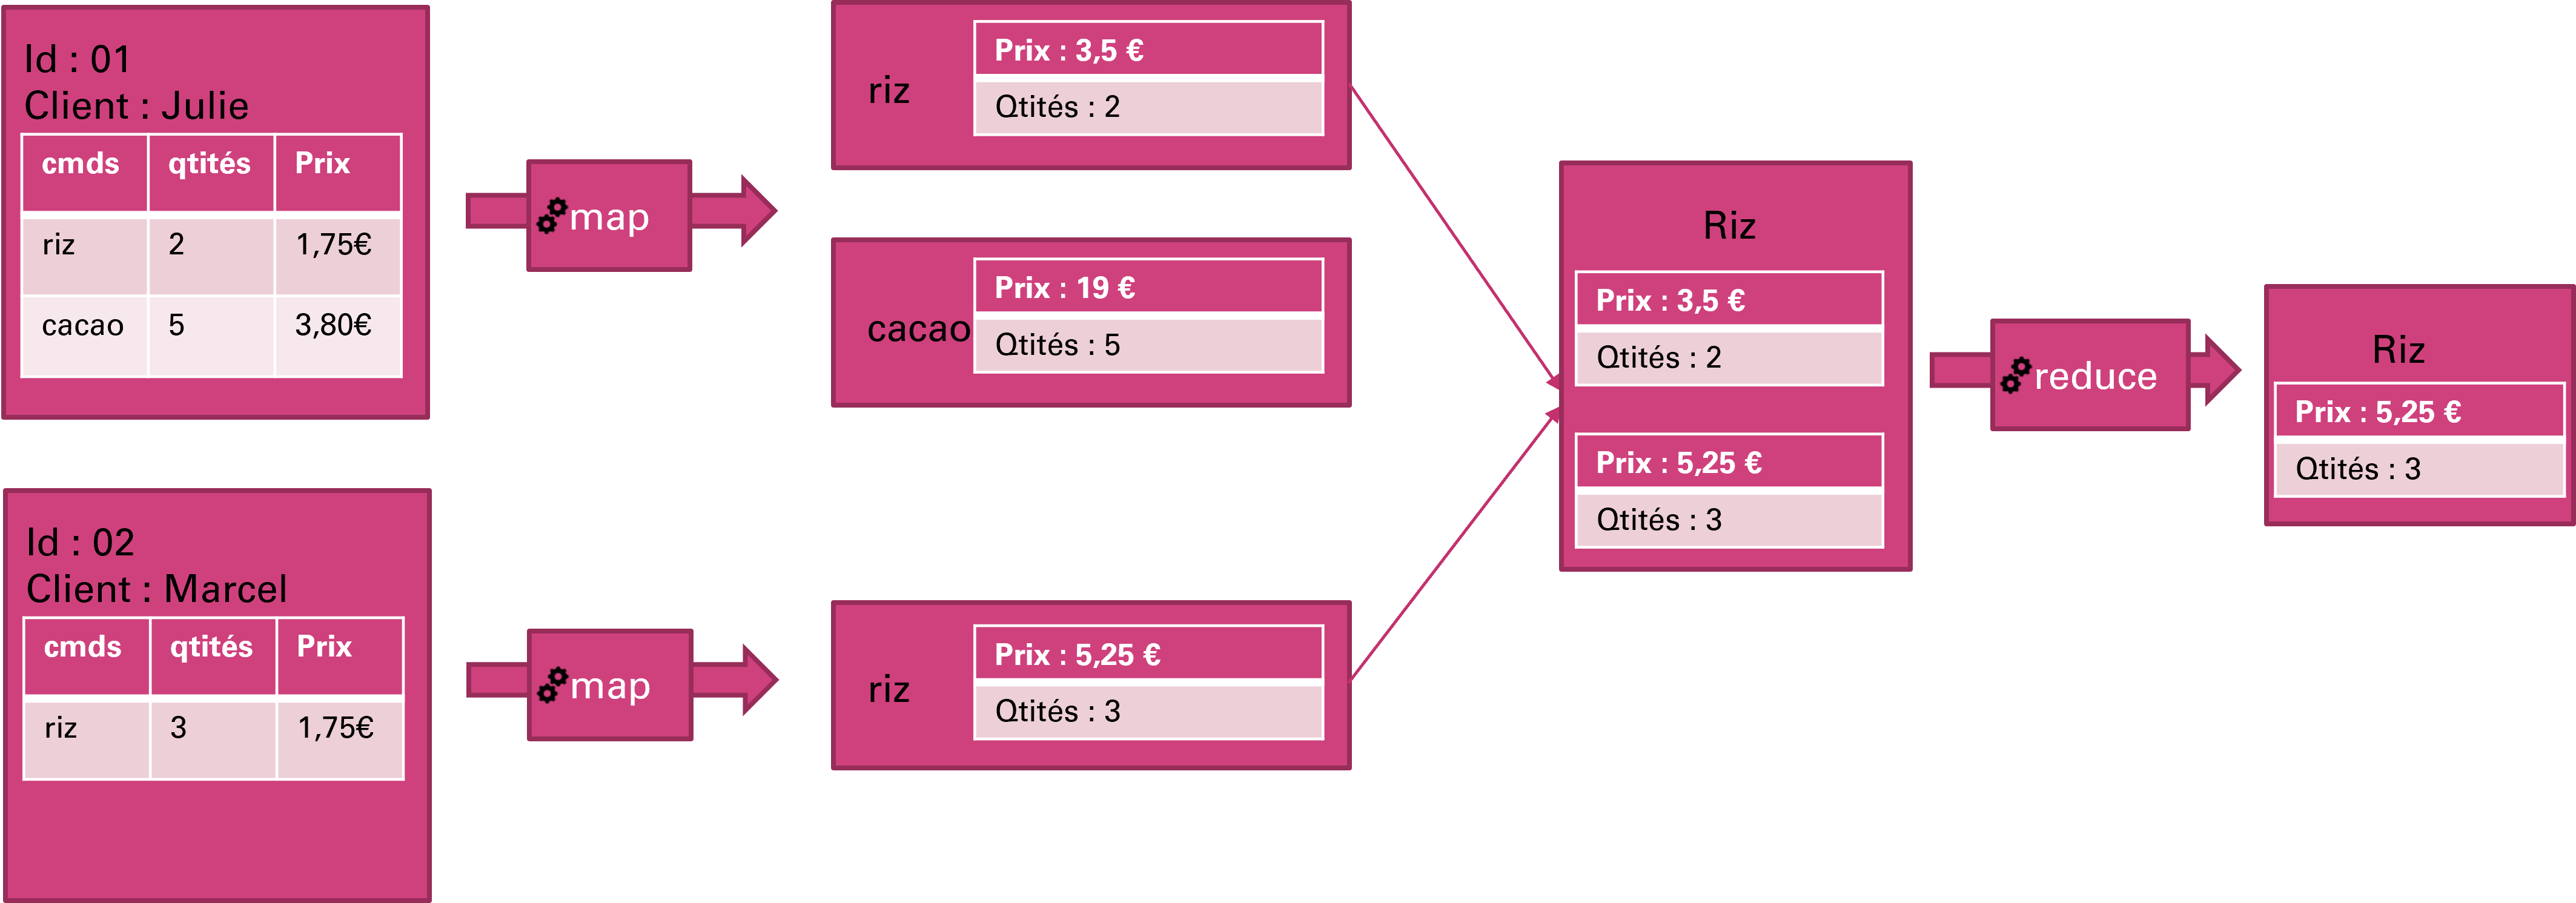 Id : 01
Client : Julie
cmds qtités Prix
riz 2 1,75€
cacao 5 3,80€
map
riz
Prix : 3,5 €
Qtités : 2
cacao
Prix : 19 €
Qtités : 5
Id : 02
Client : Marcel
cmds qtités Prix
riz 3 1,75€
map
riz
Prix : 5,25 €
Qtités : 3
Riz
Prix : 3,5 €
Qtités : 2
Prix : 5,25 €
Qtités : 3
reduce
Riz
Prix : 5,25 €
Qtités : 3